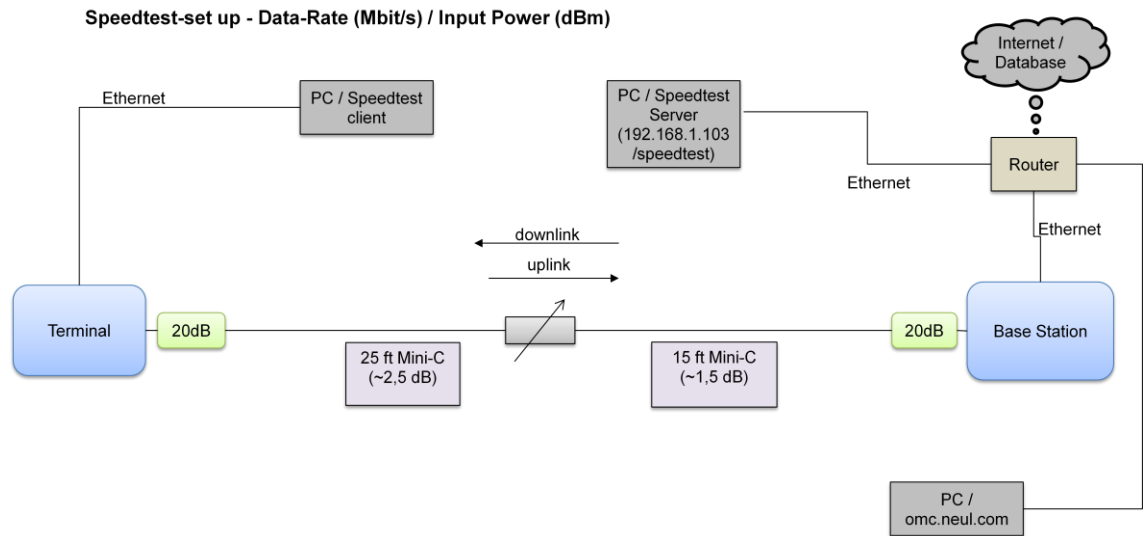 Speedtest-set up - Data-Rate (Mbit/s) / Input Power (dBm)
Internet /
Database
Ethernet
PC / Speedtest
client
PC / Speedtest
Server
(192.168.1.103
/speedtest)
Router
Ethernet
Ethernet
downlink
uplink
Terminal
20dB
20dB
Base Station
25 ft Mini-C
(~2,5 dB)
15 ft Mini-C
(~1,5 dB)
PC /
omc.neul.com